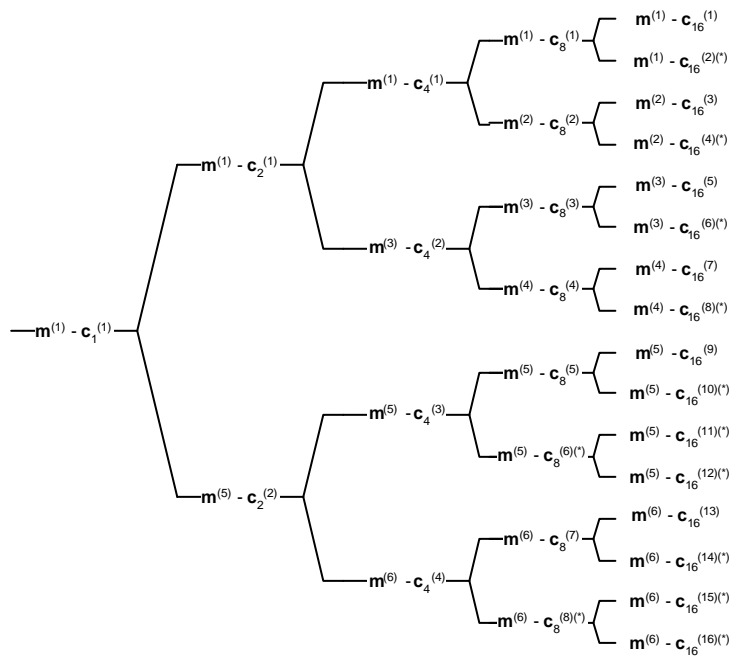 m(1) - c16(1)
m(1) - c8(1)
m(1) - c16(2)(*)
m(1) - c4(1)
m(2) - c16(3)
m(2) - c8(2)
m(2) - c16(4)(*)
m(1) - c2(1)
m(3) - c16(5)
m(3) - c8(3)
m(3) - c16(6)(*)
m(3) - c4(2)
m(4) - c16(7)
m(4) - c8(4)
m(4) - c16(8)(*)
m(1) - c1(1)
m(5) - c16(9)
m(5) - c8(5)
m(5) - c16(10)(*)
m(5) - c4(3)
m(5) - c16(11)(*)
m(5) - c8(6)(*)
m(5) - c16(12)(*)
m(5) - c2(2)
m(6) - c16(13)
m(6) - c8(7)
m(6) - c16(14)(*)
m(6) - c4(4)
m(6) - c16(15)(*)
m(6) - c8(8)(*)
m(6) - c16(16)(*)